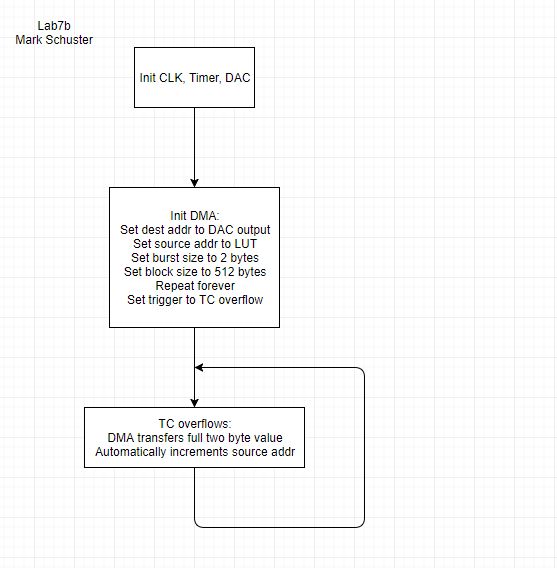 Lab7b
Mark Schuster
Init CLK, Timer, DAC
Init DMA:
Set dest addr to DAC output
Set source addr to LUT
Set burst size to 2 bytes
Set block size to 512 bytes
Repeat forever
Set trigger to TC overflow
TC overflows:
DMA transfers full two byte value
Automatically increments source addr